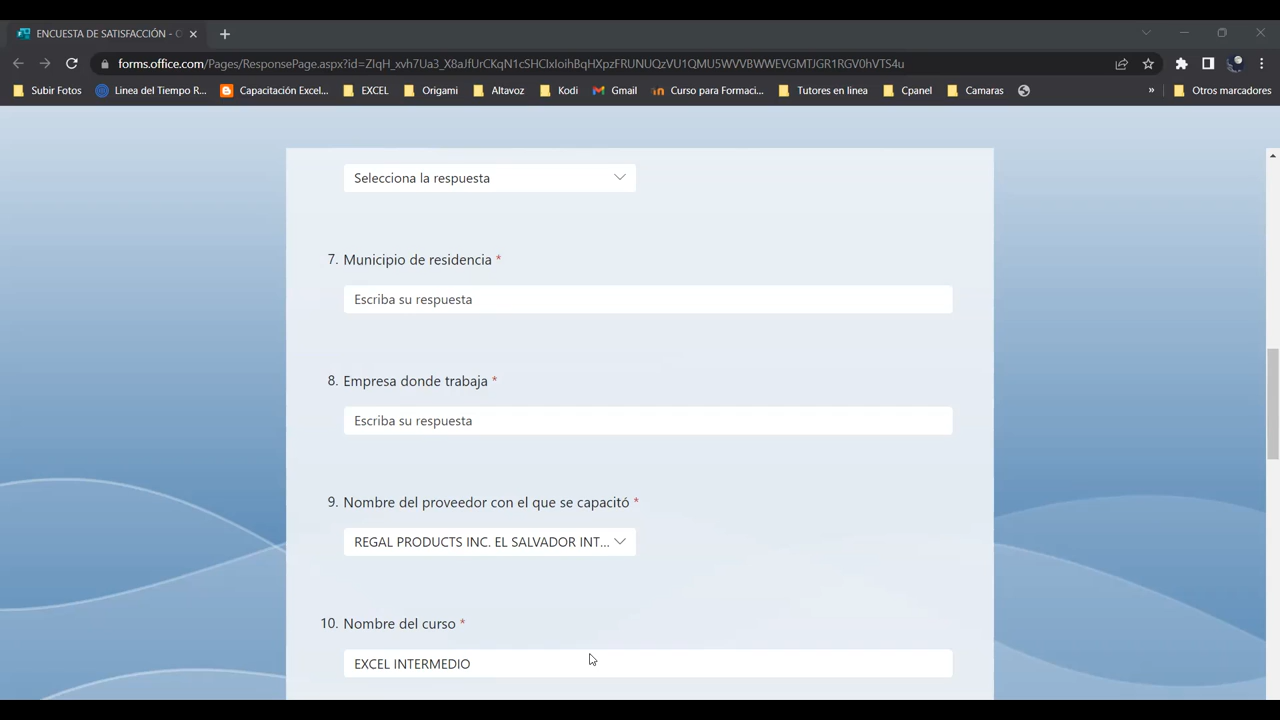 ENCUESTA DE SATISFACCIÓN -
forms.office.com/Pages/ResponsePage.aspx?id=ZIqH_xvh7Ua3_X8aJfUrCKqN1cSHCIxIoihBqHXpzFRUNUQzVU1QMU5WVVBWWEVGMTJGR1RGV0hVTS4u
Subir Fotos
Linea del Tiempo R...
Capacitación Excel...
EXCEL
Origami
Altavoz
Kodi
Gmail
Curso para Formaci...
Tutores en linea
Cpanel
Camaras
»
Otros marcadores
Selecciona la respuesta
7. Municipio de residencia *
Escriba su respuesta
8. Empresa donde trabaja *
Escriba su respuesta
9. Nombre del proveedor con el que se capacitó *
REGAL PRODUCTS INC. EL SALVADOR INT...
10. Nombre del curso *
EXCEL INTERMEDIO